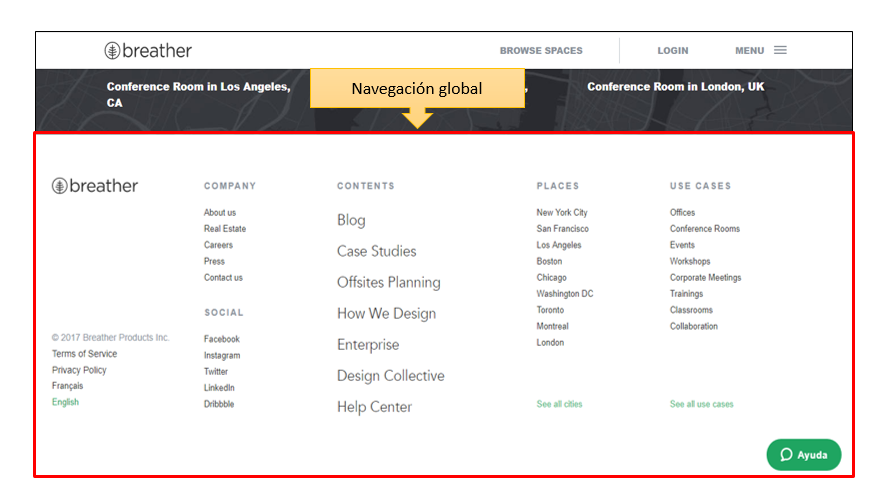 breather
BROWSE SPACES
LOGIN
MENU
Conference Room in Los Angeles,
CA
Navegación global
,
Conference Room in London, UK
breather
© 2017 Breather Products Inc.
Terms of Service
Privacy Policy
Français
English
COMPANY
About us
Real Estate
Careers
Press
Contact us
SOCIAL
Facebook
Instagram
Twitter
LinkedIn
Dribbble
CONTENTS
Blog
Case Studies
Offsites Planning
How We Design
Enterprise
Design Collective
Help Center
PLACES
New York City
San Francisco
Los Angeles
Boston
Chicago
Washington DC
Toronto
Montreal
London
See all cities
USE CASES
Offices
Conference Rooms
Events
Workshops
Corporate Meetings
Trainings
Classrooms
Collaboration
See all use cases
Ayuda